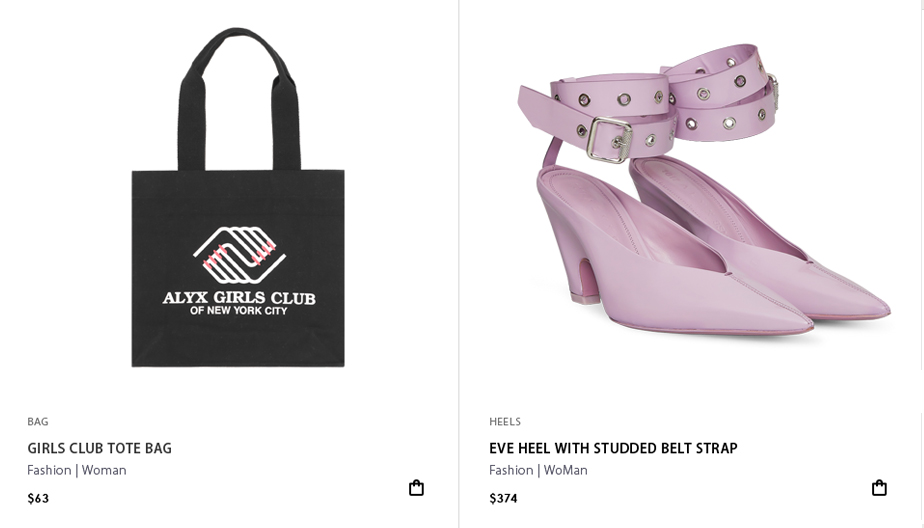 ALYX GIRLS CLUB
OF NEW YORK CITY
BAG
GIRLS CLUB TOTE BAG
Fashion | Woman
$63
HEELS
EVE HEEL WITH STUDDED BELT STRAP
Fashion | WoMan
$374